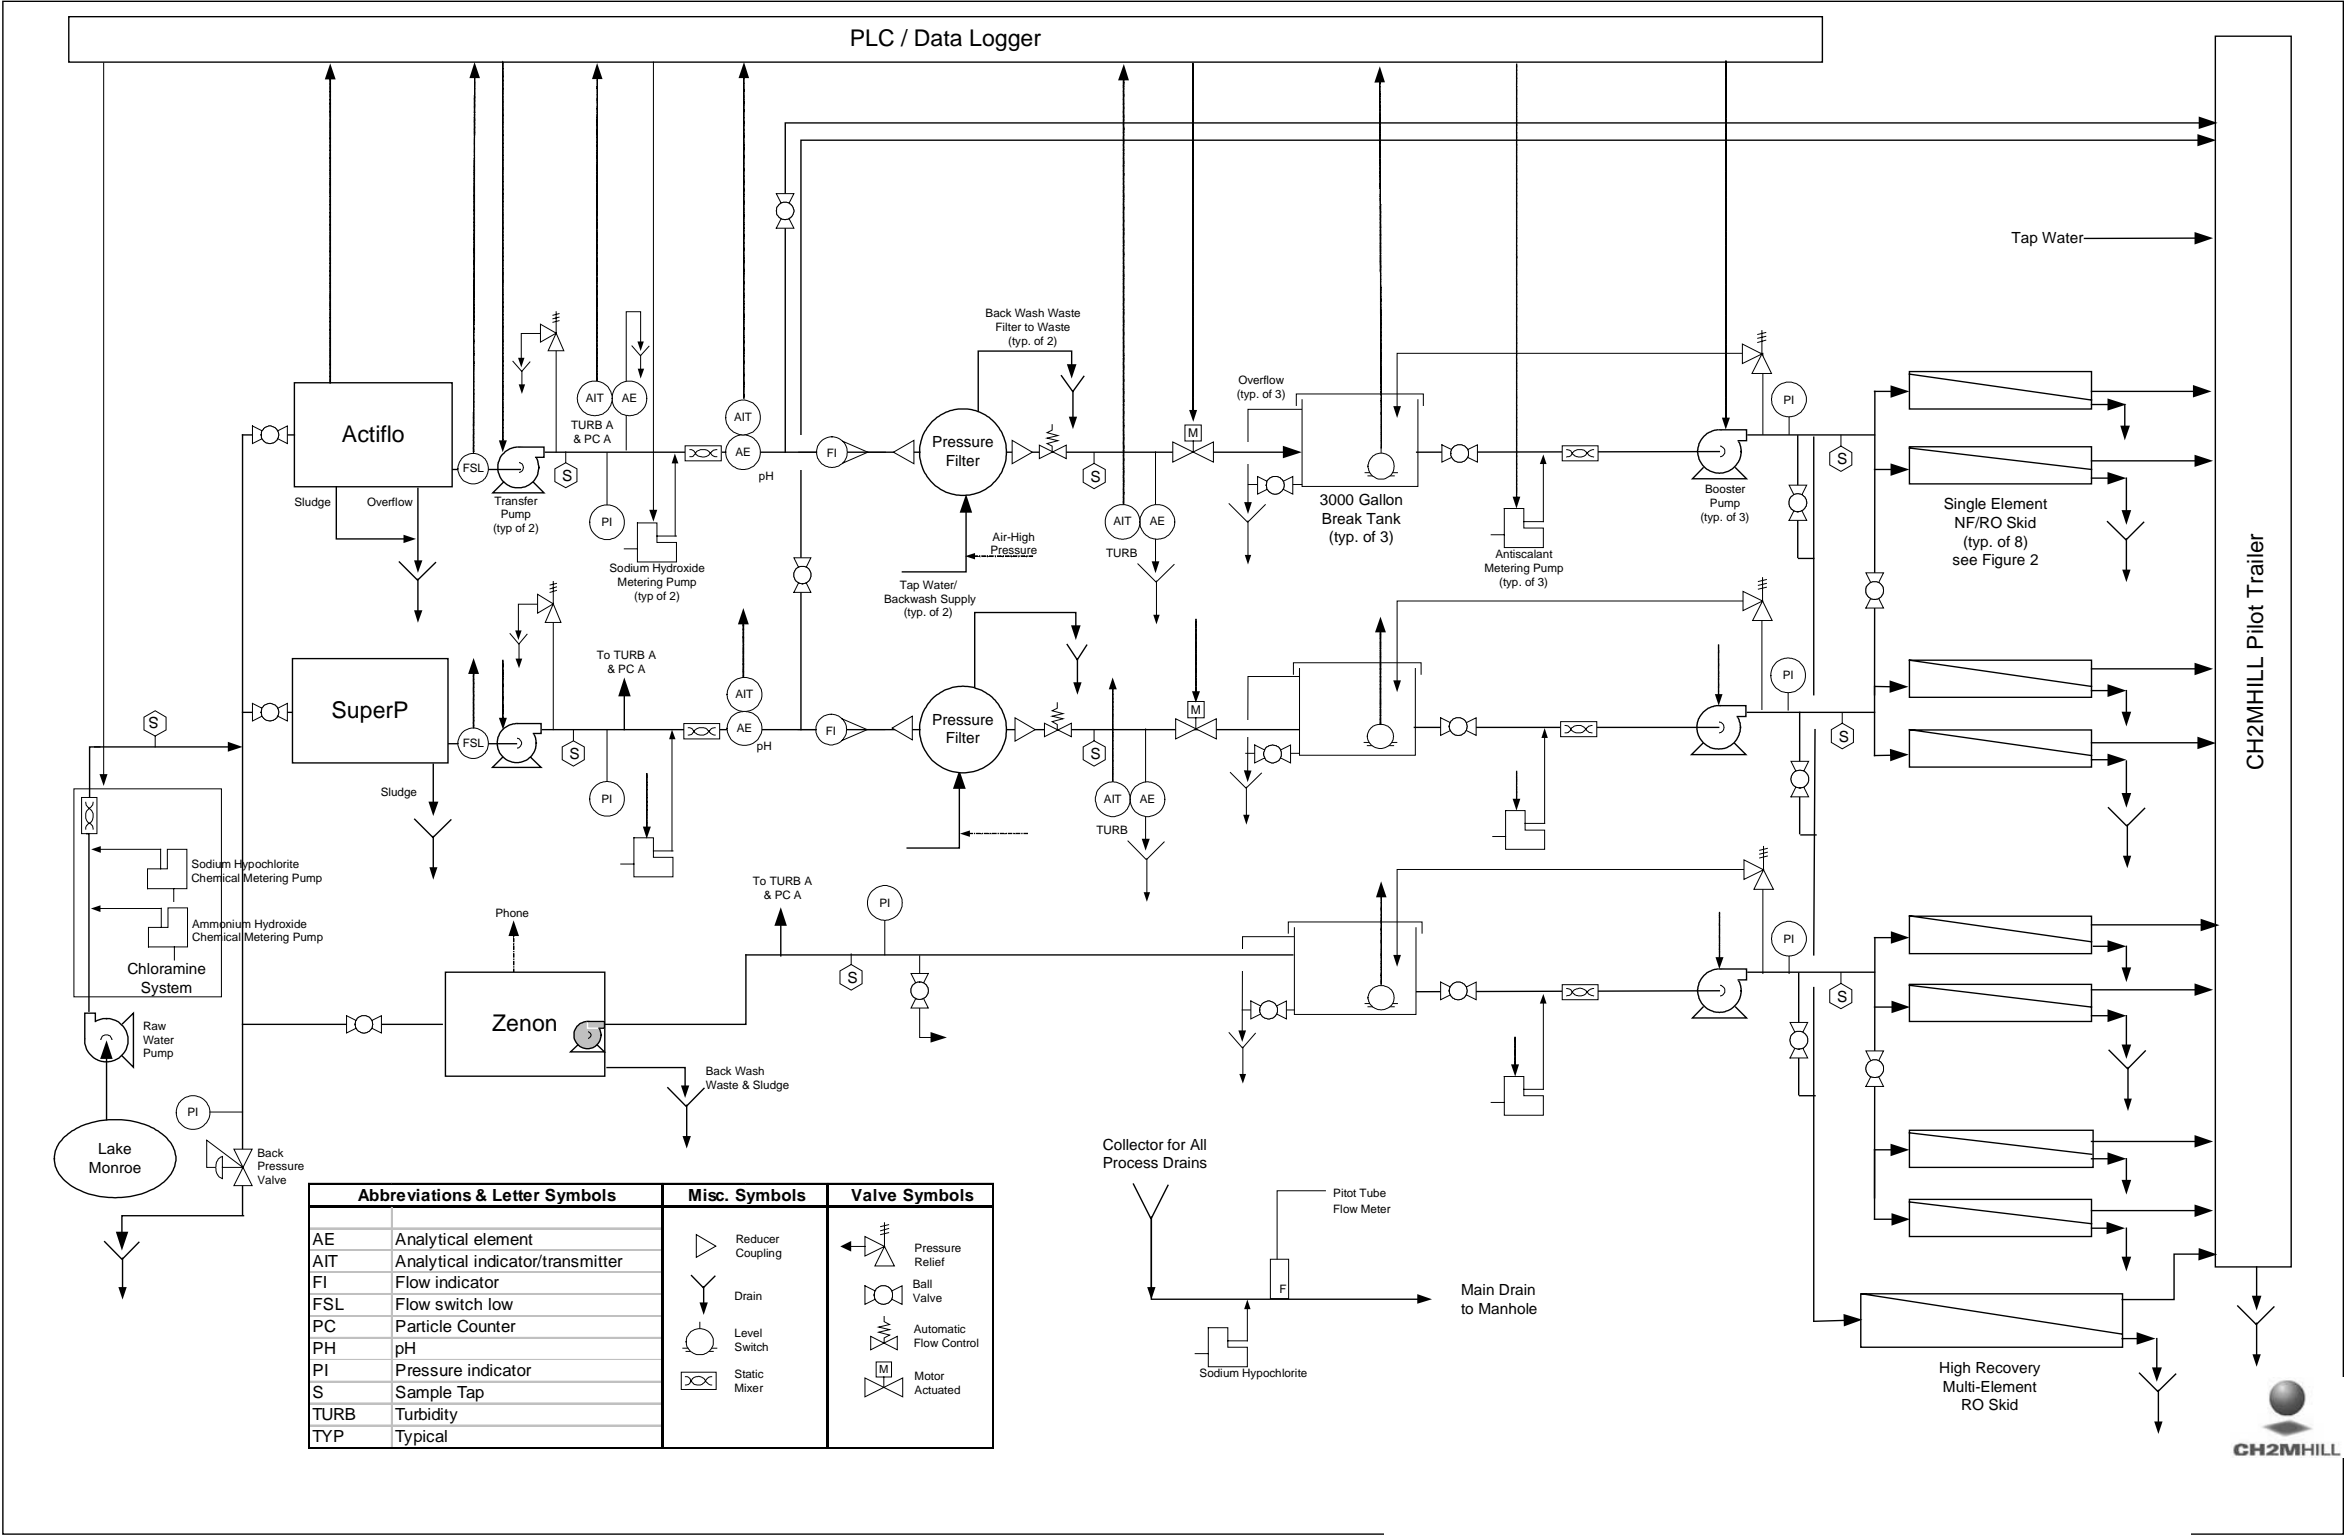 PLC / Data Logger
Tap Water
CH2MHILL Pilot Trailer
Back Wash Waste
Filter to Waste
(typ. of 2)
Actiflo
Sludge
Overflow
FSL
Transfer
Pump
(typ of 2)
S
AIT
AE
TURB A
& PC A
PI
Sodium Hydroxide
Metering Pump
(typ of 2)
AIT
AE
pH
FI
Pressure
Filter
Air-High
Pressure
Tap Water/
Backwash Supply
(typ. of 2)
S
AIT
AE
TURB
M
Overflow
(typ. of 3)
3000 Gallon
Break Tank
(typ. of 3)
Antiscalant
Metering Pump
(typ. of 3)
Booster
Pump
(typ. of 3)
PI
S
Single Element
NF/RO Skid
(typ. of 8)
see Figure 2
SuperP
Sludge
FSL
S
To TURB A
& PC A
PI
AIT
AE
pH
FI
Pressure
Filter
S
AIT
AE
TURB
M
PI
S
S
Sodium Hypochlorite
Chemical Metering Pump
Ammonium Hydroxide
Chemical Metering Pump
Chloramine
System
Raw
Water
Pump
Lake
Monroe
PI
Back
Pressure
Valve
Phone
Zenon
Back Wash
Waste & Sludge
To TURB A
& PC A
PI
S
PI
S
Collector for All
Process Drains
Pitot Tube
Flow Meter
F
Sodium Hypochlorite
Main Drain
to Manhole
High Recovery
Multi-Element
RO Skid
Abbreviations & Letter Symbols
AE Analytical element
AIT Analytical indicator/transmitter
FI Flow indicator
FSL Flow switch low
PC Particle Counter
PH pH
PI Pressure indicator
S Sample Tap
TURB Turbidity
TYP Typical
Misc. Symbols
Reducer
Coupling
Drain
Level
Switch
Static
Mixer
Valve Symbols
Pressure
Relief
Ball
Valve
Automatic
Flow Control
M
Motor
Actuated
CH2MHILL